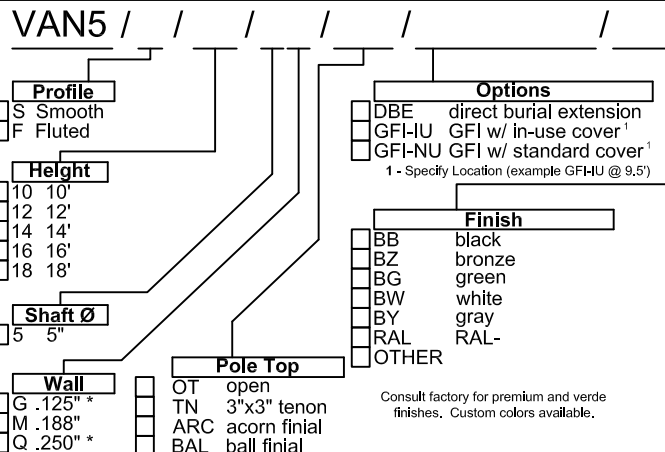 VAN5 / / / / / /
Profile
S Smooth
F Fluted
Height
10 10'
12 12'
14 14'
16 16'
18 18'
Shaft Ø
5 5"
Wall
G .125" *
M .188"
Q .250" *
Pole Top
OT open
TN 3"x3" tenon
ARC acorn finial
BAL ball finial
Options
DBE direct burial extension
GFI-IU GFI w/ in-use cover ¹
GFI-NU GFI w/ standard cover ¹
1 - Specify Location (example GFI-IU @ 9.5')
Finish
BB black
BZ bronze
BG green
BW white
BY gray
RAL RAL-
OTHER
Consult factory for premium and verde
finishes. Custom colors available.